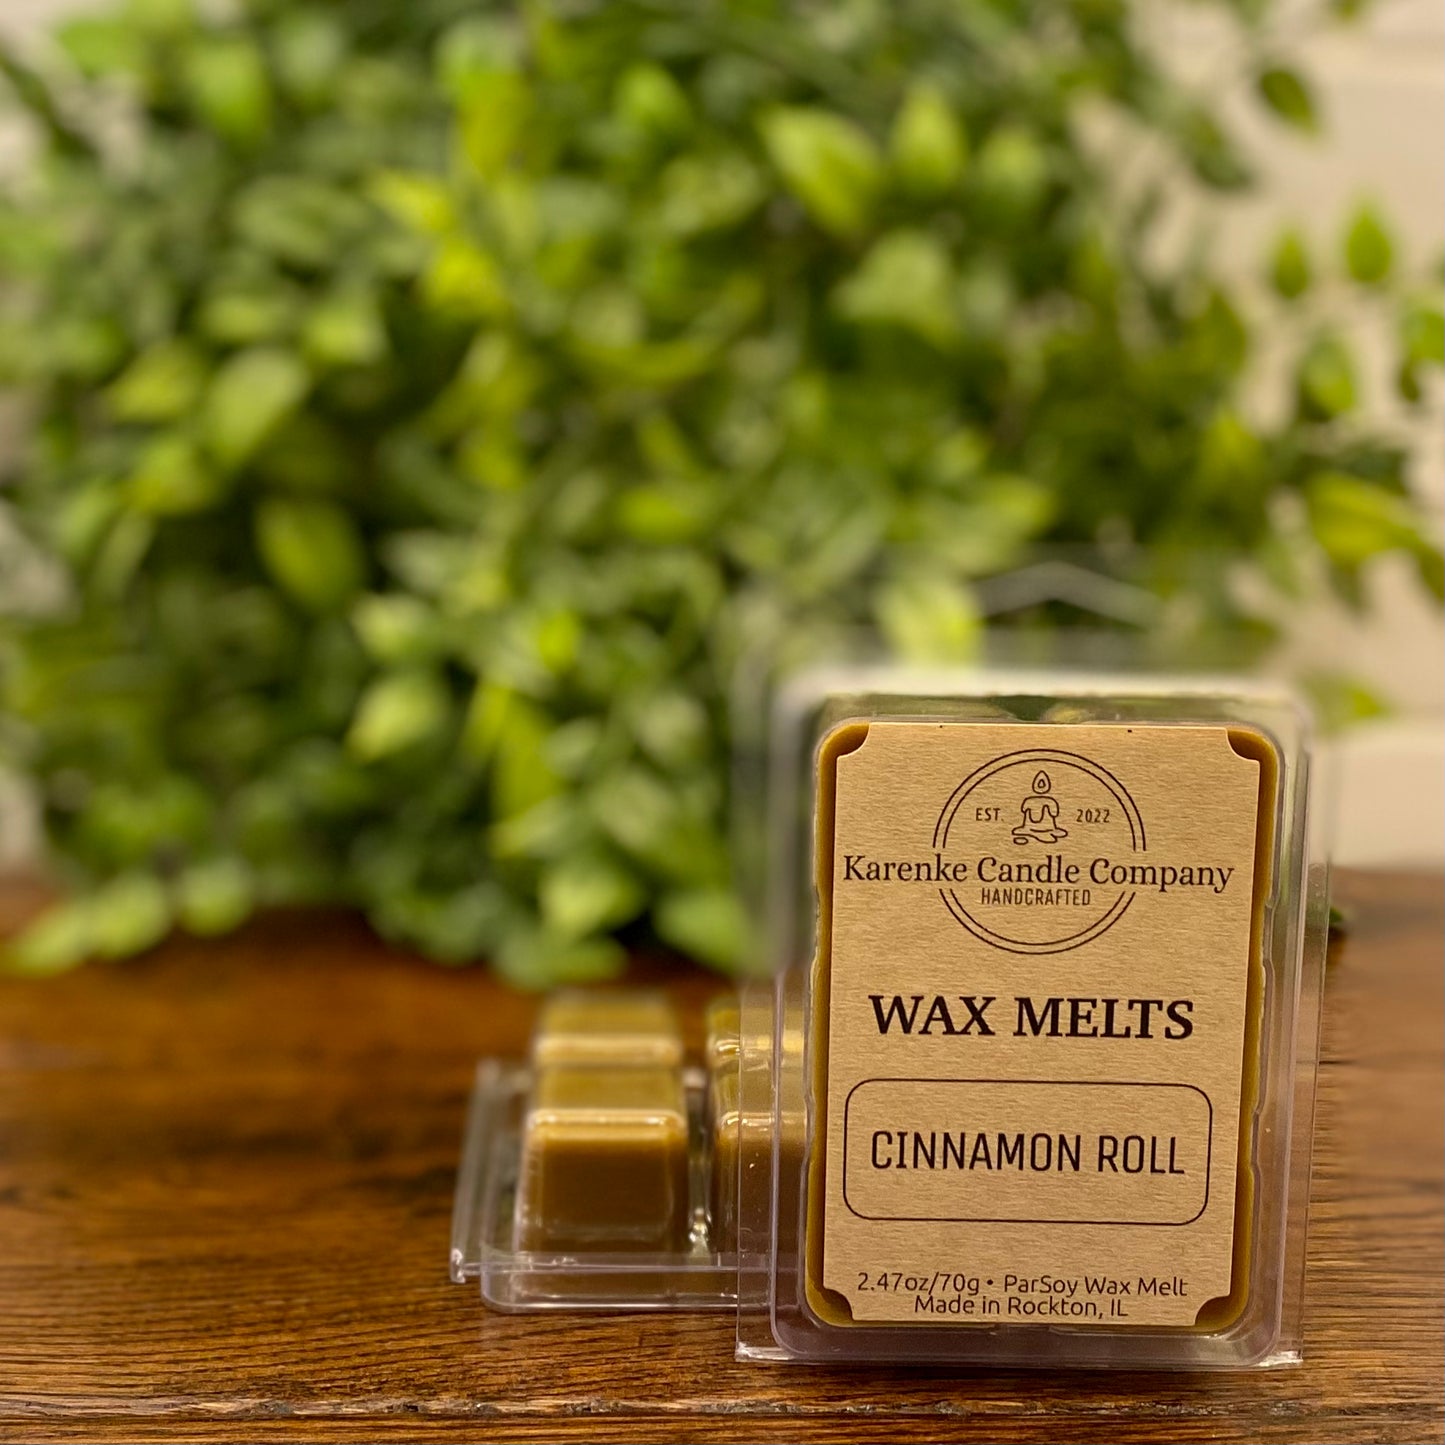 EST. 2022
Karenke Candle Company
HANDCRAFTED
WAX MELTS
CINNAMON ROLL
2.47oz/70g • ParSoy Wax Melt
Made in Rockton, IL